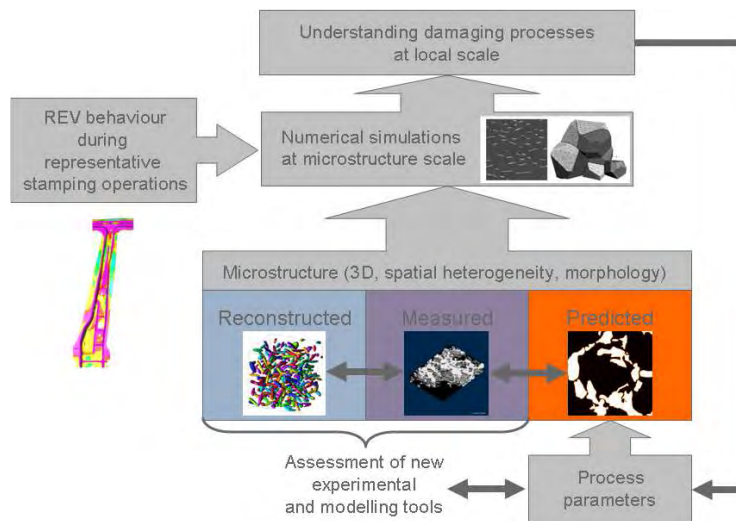 Understanding damaging processes
at local scale
REV behaviour
during
representative
stamping operations
Numerical simulations
at microstructure scale
Microstructure (3D, spatial heterogeneity, morphology)
Reconstructed
Measured
Predicted
Assessment of new
experimental
and modelling tools
Process
parameters